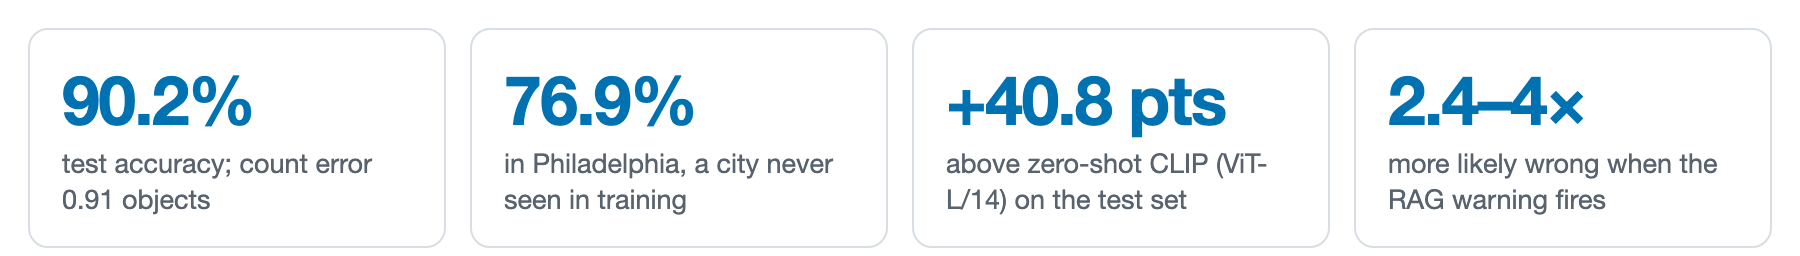 90.2%
test accuracy; count error
0.91 objects
76.9%
in Philadelphia, a city never
seen in training
+40.8 pts
above zero-shot CLIP (ViT-
L/14) on the test set
2.4–4×
more likely wrong when the
RAG warning fires